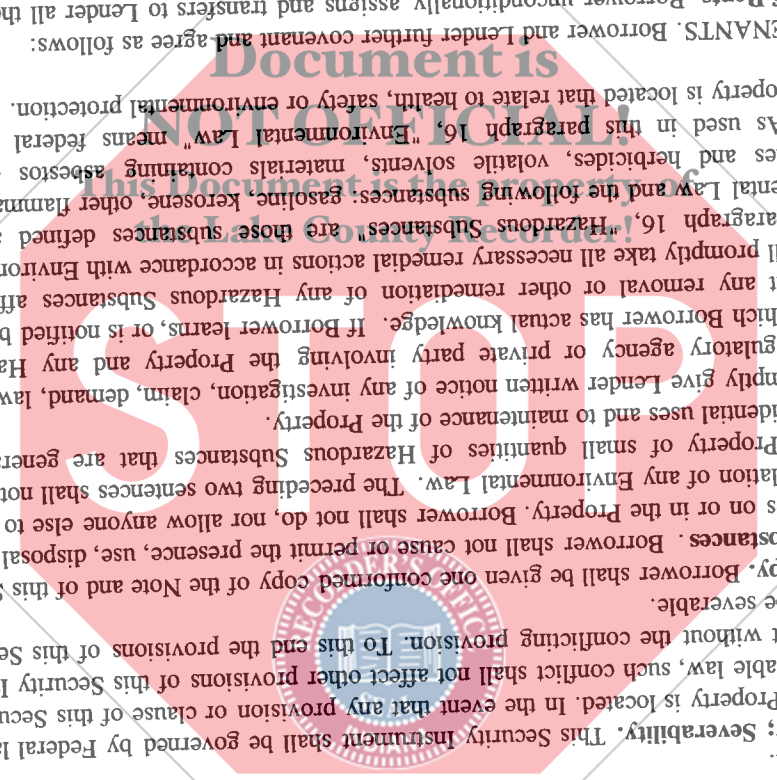 Document is
NOT OFFICIAL!
This Document is the property of
the Lake County Recorder!
STOP
RECORDER'S OFFICE
; Severability. This Security Instrument shall be governed by Federal la
Property is located. In the event that any provision or clause of this Secu
able law, such conflict shall not affect other provisions of this Security I
t without the conflicting provision. To this end the provisions of this Se
e severable.
py. Borrower shall be given one conformed copy of the Note and of this S
bstances . Borrower shall not cause or permit the presence, use, disposal
s on or in the Property. Borrower shall not do, nor allow anyone else to
lation of any Environmental Law. The preceding two sentences shall not
Property of small quantities of Hazardous Substances that are genera
idential uses and to maintenance of the Property.
mptly give Lender written notice of any investigation, claim, demand, law
gulatory agency or private party involving the Property and any Ha
hich Borrower has actual knowledge. If Borrower learns, or is notified b
t any removal or other remediation of any Hazardous Substances aff
ll promptly take all necessary remedial actions in accordance with Environ
aragraph 16, "Hazardous Substances" are those substances defined a
ental Law and the following substances: gasoline, kerosene, other flamma
es and herbicides, volatile solvents, materials containing asbestos
As used in this paragraph 16, "Environmental Law" means federal
operty is located that relate to health, safety or environmental protection.
ENANTS. Borrower and Lender further covenant and agree as follows:
Rents. Borrower unconditionally assigns and transfers to Lender all th